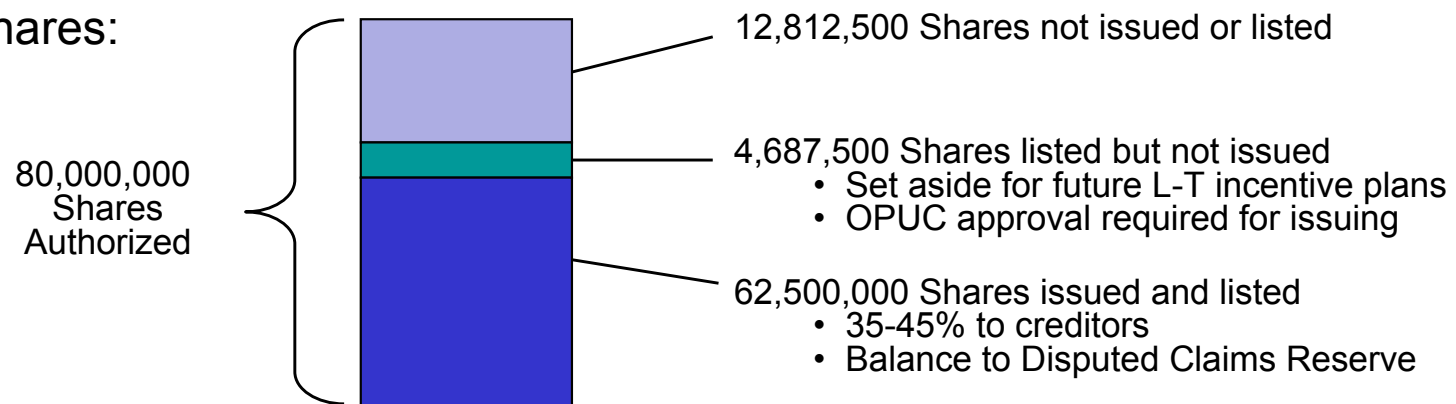 hares:
12,812,500 Shares not issued or listed
4,687,500 Shares listed but not issued
• Set aside for future L-T incentive plans
• OPUC approval required for issuing
80,000,000
Shares
Authorized
62,500,000 Shares issued and listed
• 35-45% to creditors
• Balance to Disputed Claims Reserve